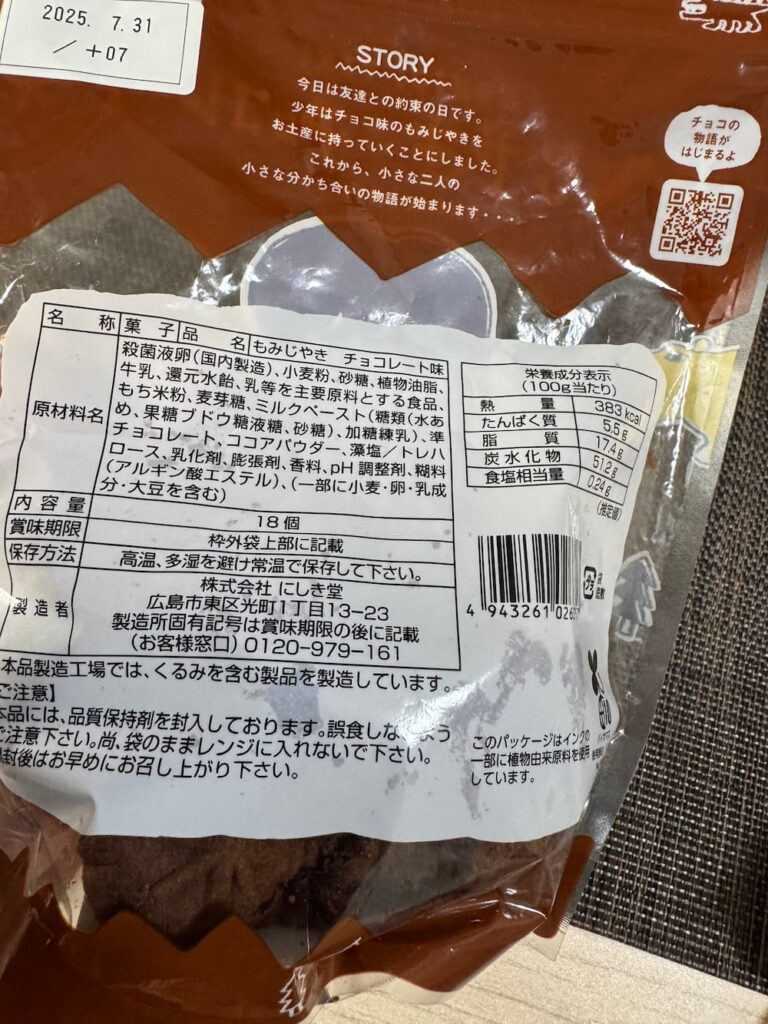 2025. 7.31
/ +07
STORY
今日は友達との約束の日です。
少年はチョコ味のもみじやきを
お土産に持っていくことにしました。
これから、小さな二人の
小さな分かち合いの物語が始まります・・
チョコの
物語が
はじまるよ
名 称 菓子 品 名 もみじやき チョコレート味
原材料名
殺菌液卵(国内製造)、小麦粉、砂糖、植物油脂、
牛乳、還元水飴、乳等を主要原料とする食品、
もち米粉、麦芽糖、ミルクペースト(糖類(水あ
め、果糖ブドウ糖液糖、砂糖)、加糖練乳)、準
チョコレート、ココアパウダー、藻塩/トレハ
ロース、乳化剤、膨張剤、香料、pH調整剤、糊料
(アルギン酸エステル)、(一部に小麦・卵・乳成
分・大豆を含む)
内容量 18個
賞味期限 枠外袋上部に記載
保存方法 高温、多湿を避け常温で保存して下さい。
製造者
株式会社 にしき堂
広島市東区光町1丁目13-23
製造所固有記号は賞味期限の後に記載
(お客様窓口)0120-979-161
栄養成分表示
(100g当たり)
熱 量 383kcal
たんぱく質 5.5g
脂 質 17.4g
炭水化物 51.2g
食塩相当量 0.24g
(推定値)
4 943261 026
本品製造工場では、くるみを含む製品を製造しています。
ご注意】
本品には、品質保持剤を封入しております。誤食しな よう
ご注意下さい。尚、袋のままレンジに入れないで下さい。
封後はお早めにお召し上がり下さい。
このパッケージはインクの
一部に植物由来原料を使用
しています。